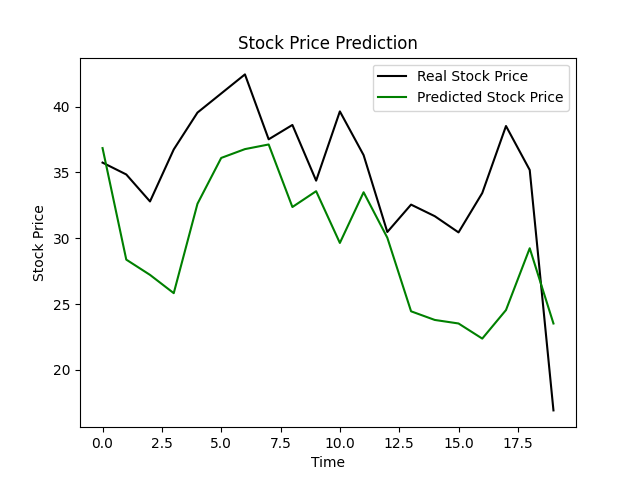 Stock Price Prediction
Real Stock Price
Predicted Stock Price
Stock Price
40
35
30
25
20
0.0 2.5 5.0 7.5 10.0 12.5 15.0 17.5
Time